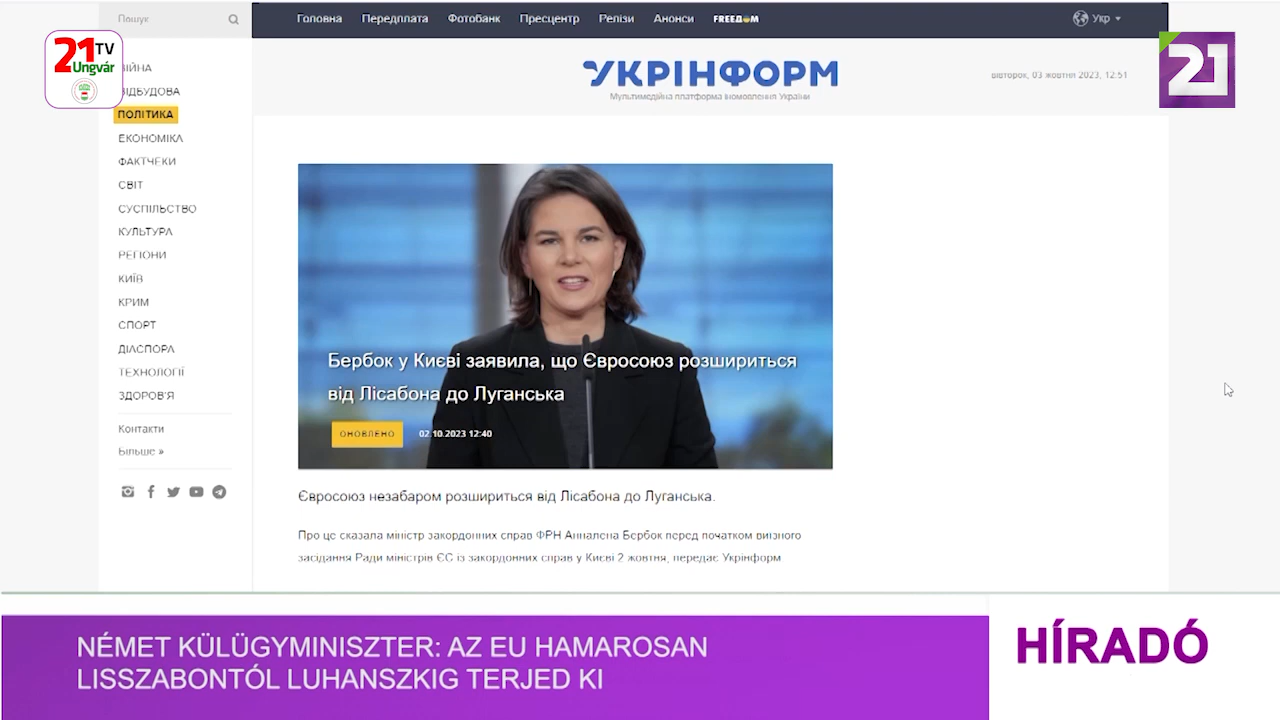 Пошук
Головна Передплата Фотобанк Пресцентр Релізи Анонси FREEДOM
Укр
21 TV
Ungvár
21
ВІЙНА
ВІДБУДОВА
ПОЛІТИКА
ЕКОНОМІКА
ФАКТЧЕКИ
СВІТ
СУСПІЛЬСТВО
КУЛЬТУРА
РЕГІОНИ
КИЇВ
КРИМ
СПОРТ
ДІАСПОРА
ТЕХНОЛОГІЇ
ЗДОРОВ'Я
Контакти
Більше »
УКРІНФОРМ
Мультимедійна платформа іномовлення України
вівторок, 03 жовтня 2023, 12:51
Бербок у Києві заявила, що Євросоюз розшириться
від Лісабона до Луганська
ОНОВЛЕНО 02.10.2023 12:40
Євросоюз незабаром розшириться від Лісабона до Луганська.
Про це сказала міністр закордонних справ ФРН Анналена Бербок перед початком виїзного
засідання Ради міністрів ЄС із закордонних справ у Києві 2 жовтня, передає Укрінформ
NÉMET KÜLÜGYMINISZTER: AZ EU HAMAROSAN
LISSZABONTÓL LUHANSZKIG TERJED KI
HÍRADÓ